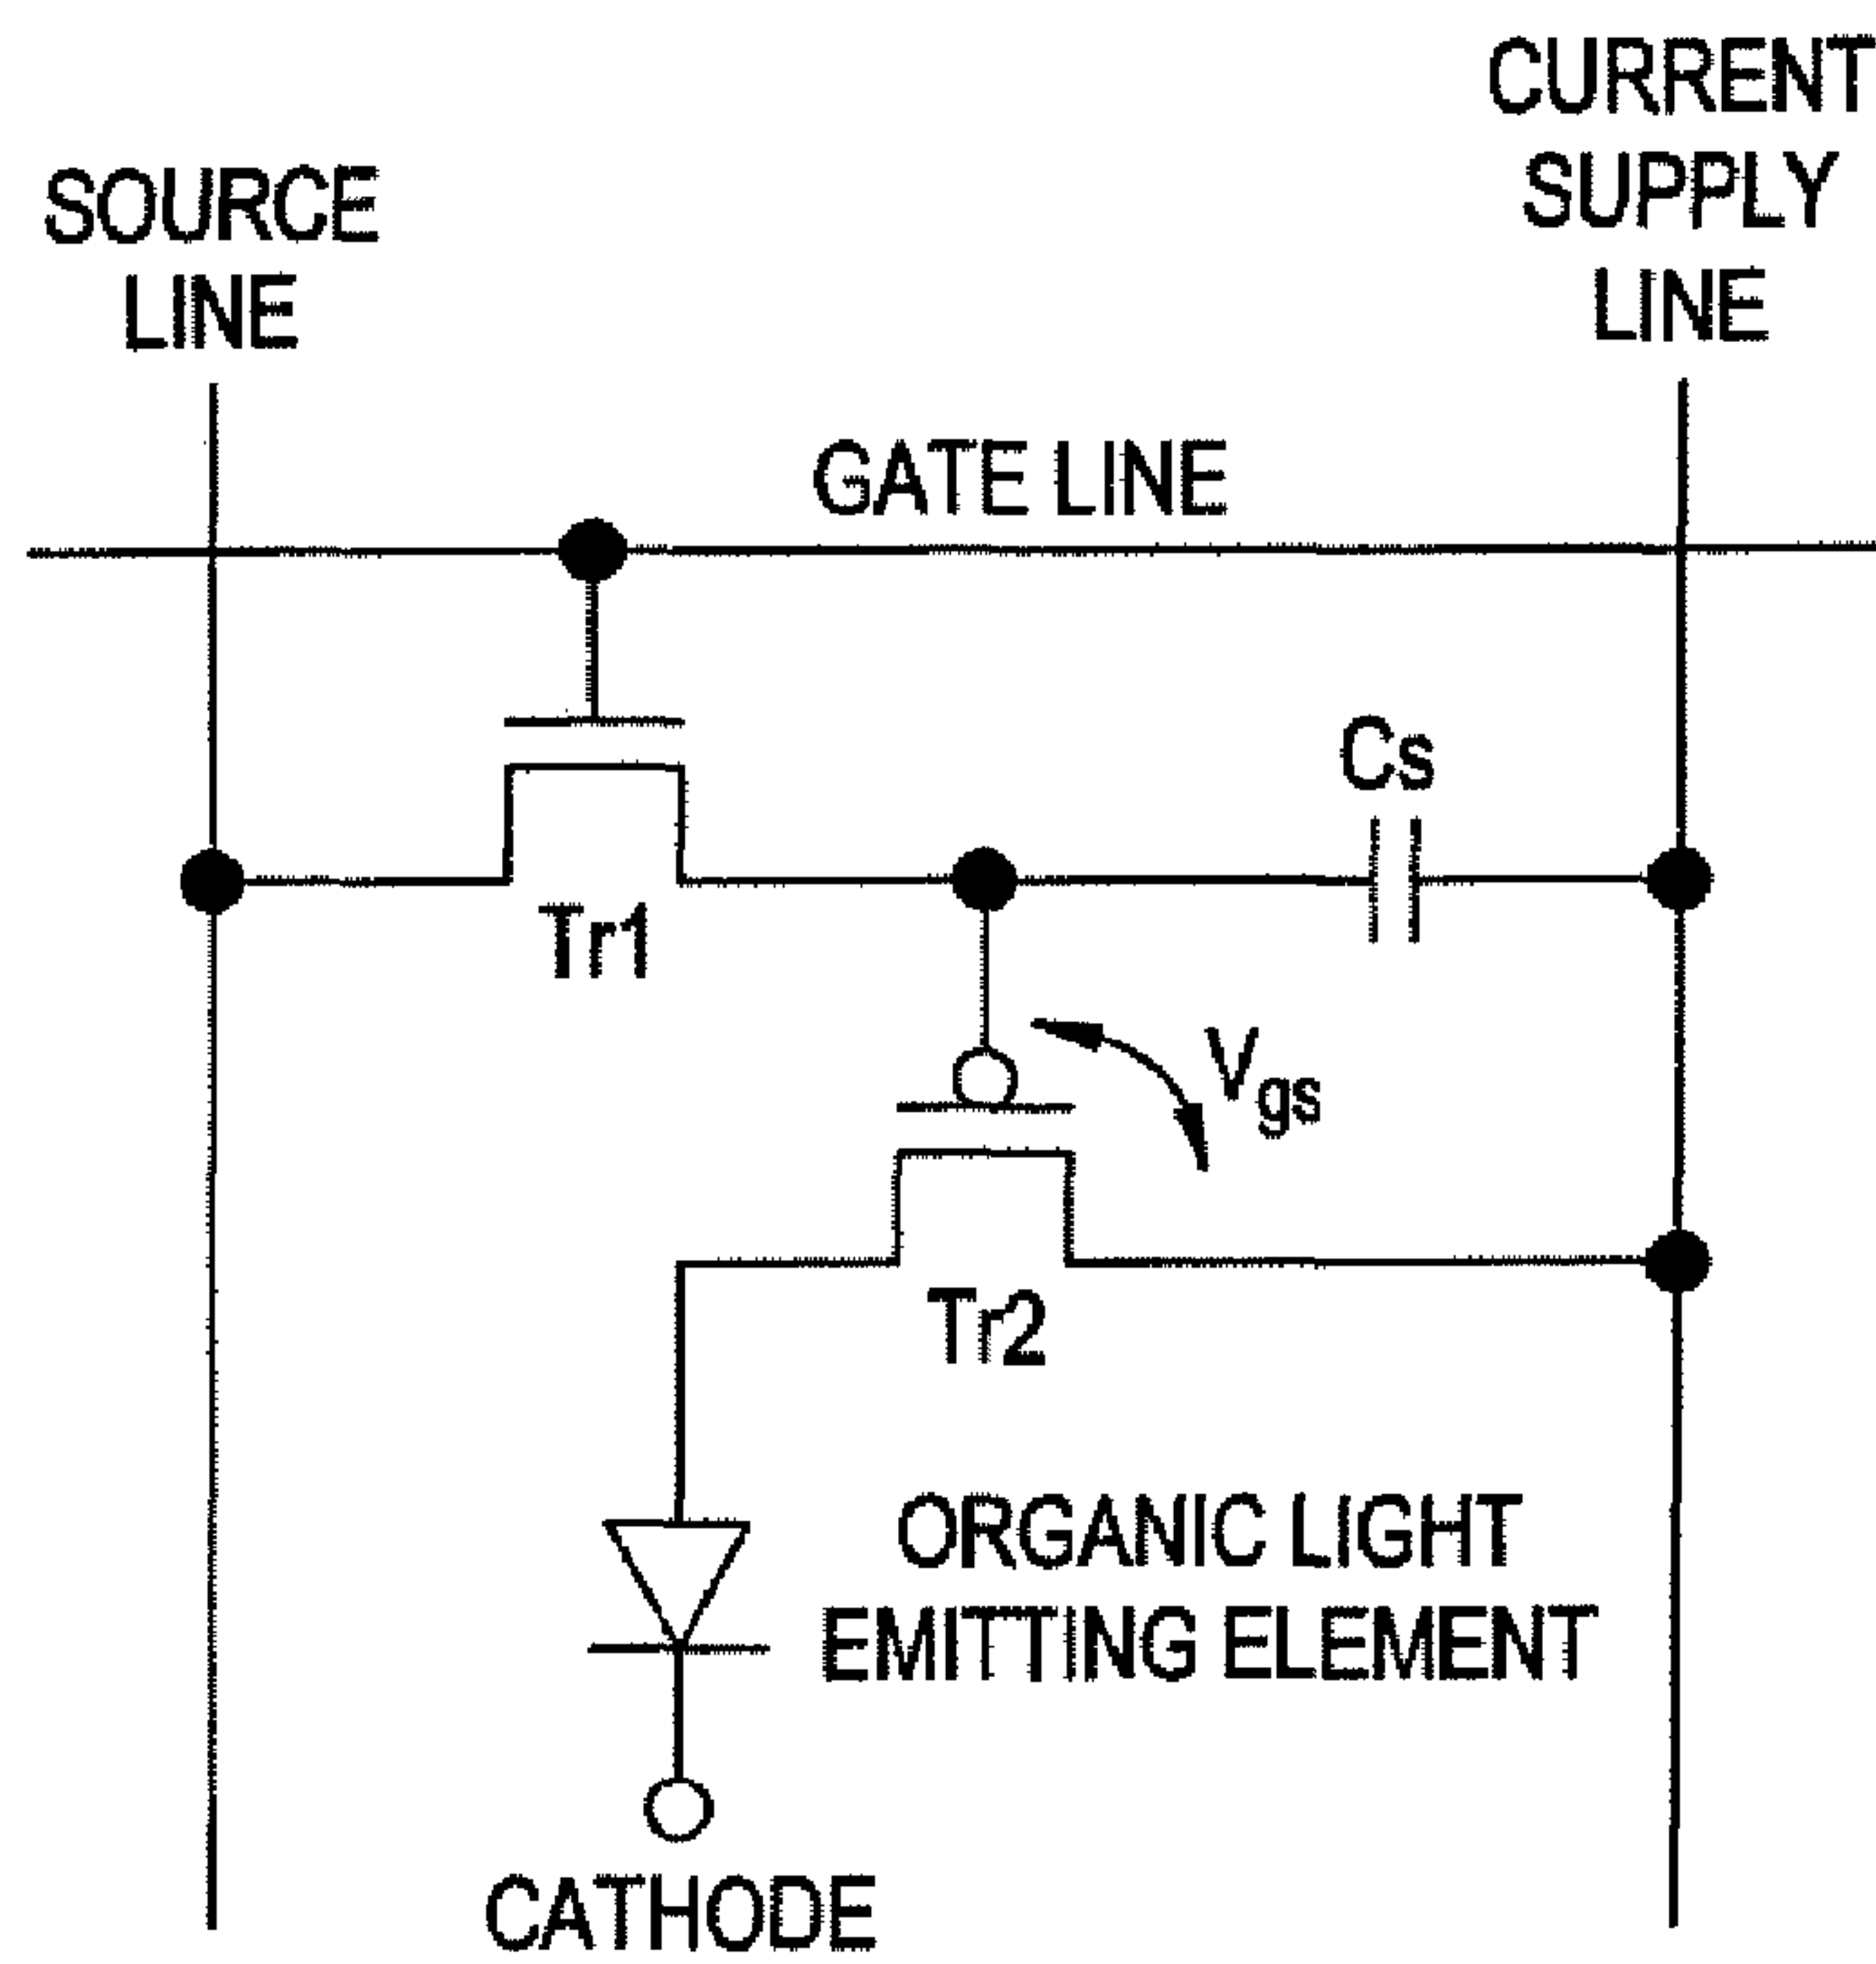 CURRENT
SUPPLY
LINE
SOURCE
LINE
GATE LINE
Cs
Tr1
Vgs
Tr2
ORGANIC LIGHT
EMITTING ELEMENT
CATHODE